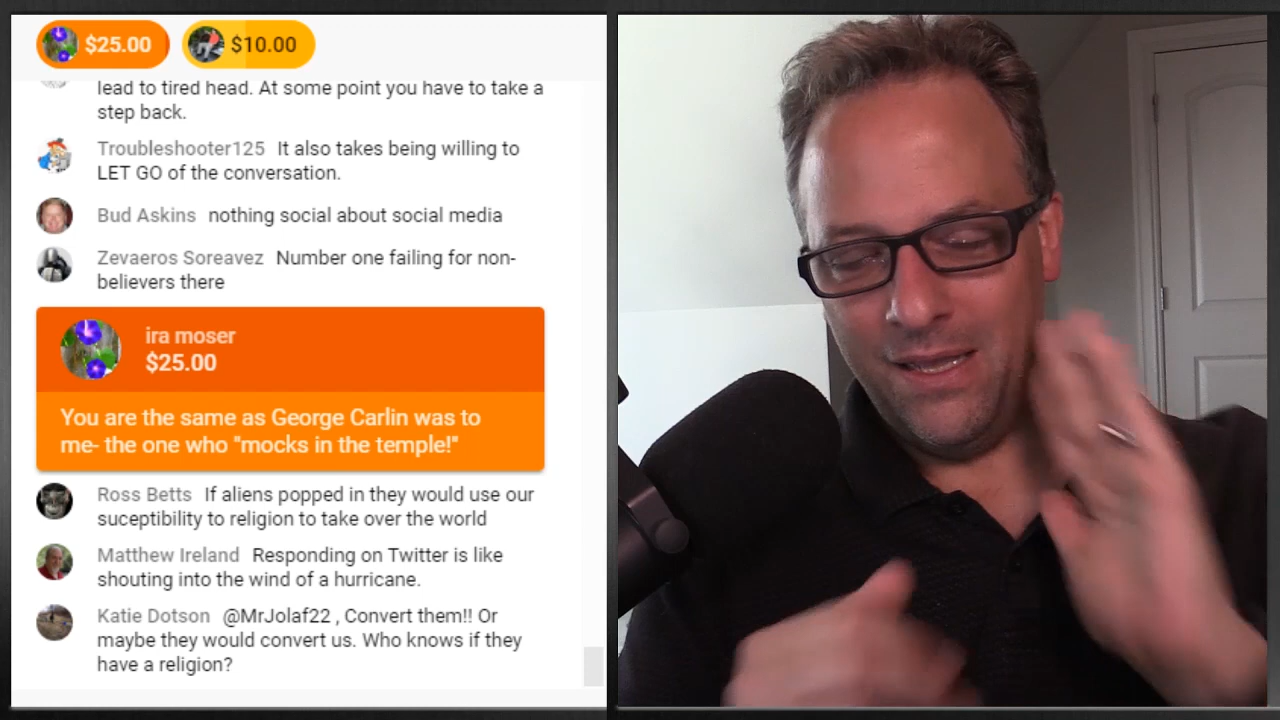 $25.00 $10.00
lead to tired head. At some point you have to take a
step back.
Troubleshooter125 It also takes being willing to
LET GO of the conversation.
Bud Askins nothing social about social media
Zevaeros Soreavez Number one failing for non-
believers there
ira moser
$25.00
You are the same as George Carlin was to
me- the one who "mocks in the temple!"
Ross Betts If aliens popped in they would use our
suceptibility to religion to take over the world
Matthew Ireland Responding on Twitter is like
shouting into the wind of a hurricane.
Katie Dotson @MrJolaf22 , Convert them!! Or
maybe they would convert us. Who knows if they
have a religion?